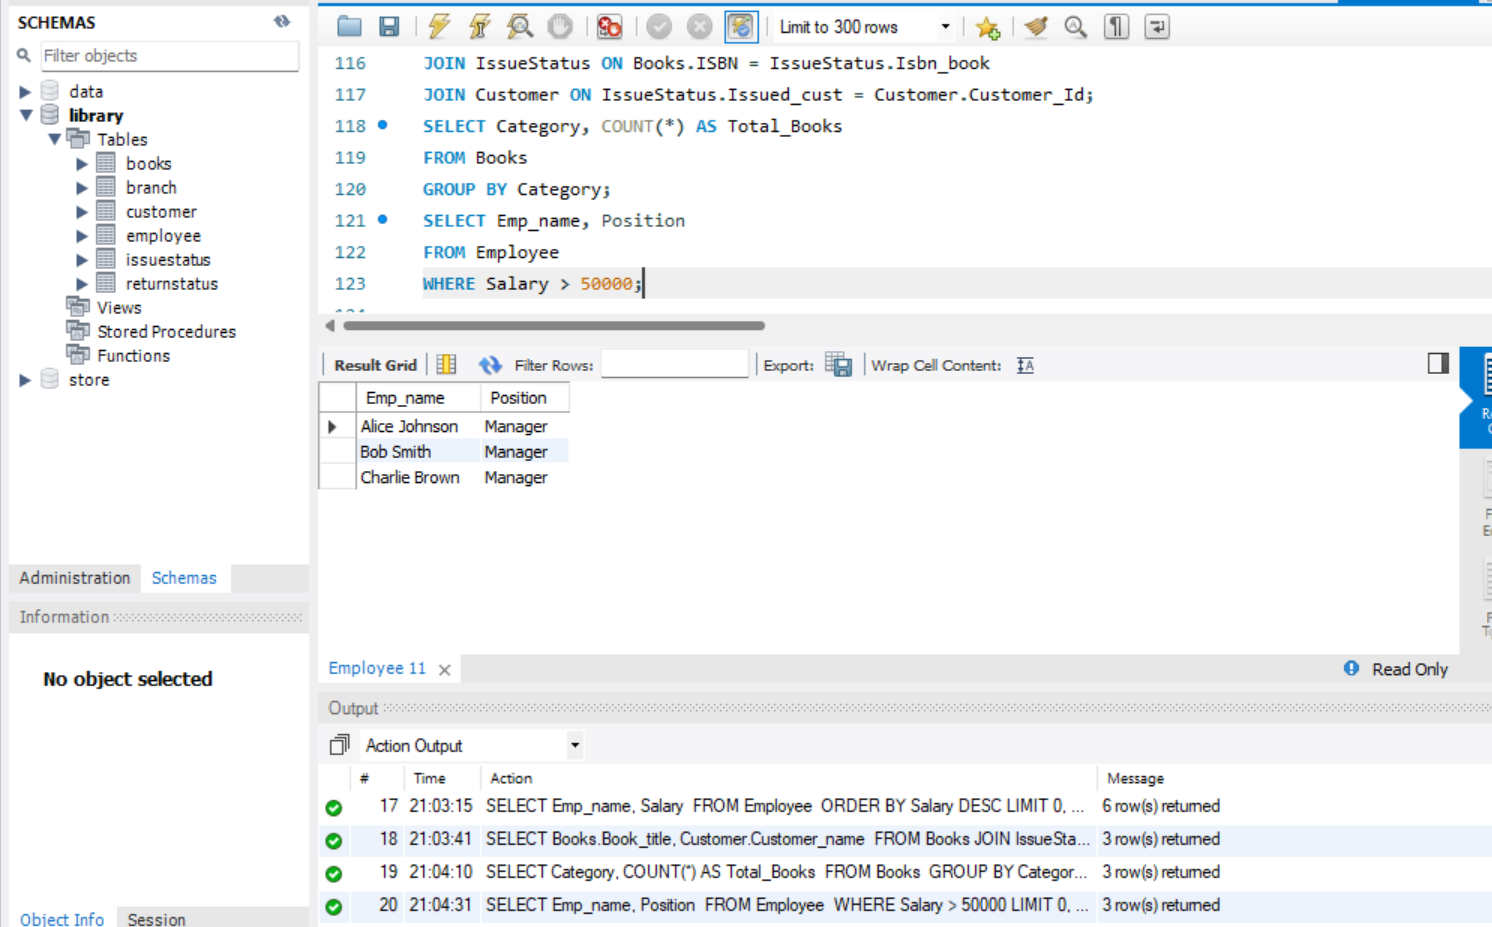 SCHEMAS
Filter objects
data
library
Tables
books
branch
customer
employee
issuestatus
returnstatus
Views
Stored Procedures
Functions
store
Administration Schemas
Information
No object selected
Object Info Session
Limit to 300 rows
116 JOIN IssueStatus ON Books.ISBN = IssueStatus.Isbn_book
117 JOIN Customer ON IssueStatus.Issued_cust = Customer.Customer_Id;
118 SELECT Category, COUNT(*) AS Total_Books
119 FROM Books
120 GROUP BY Category;
121 SELECT Emp_name, Position
122 FROM Employee
123 WHERE Salary > 50000;
Result Grid Filter Rows: Export: Wrap Cell Content:
Emp_name Position
Alice Johnson Manager
Bob Smith Manager
Charlie Brown Manager
Employee 11 Read Only
Output
Action Output
# Time Action Message
17 21:03:15 SELECT Emp_name, Salary FROM Employee ORDER BY Salary DESC LIMIT 0, ... 6 row(s) returned
18 21:03:41 SELECT Books.Book_title, Customer.Customer_name FROM Books JOIN IssueSta... 3 row(s) returned
19 21:04:10 SELECT Category, COUNT(*) AS Total_Books FROM Books GROUP BY Categor... 3 row(s) returned
20 21:04:31 SELECT Emp_name, Position FROM Employee WHERE Salary > 50000 LIMIT 0, ... 3 row(s) returned